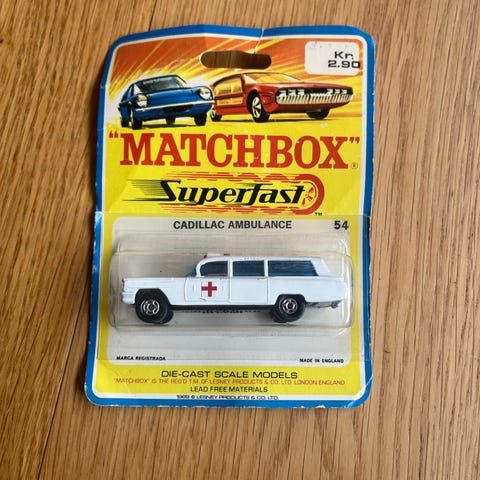 Kr.
2.90
"MATCHBOX"
Superfast
TM
CADILLAC AMBULANCE 54
MARCA REGISTRADA MADE IN ENGLAND
DIE-CAST SCALE MODELS
"MATCHBOX" IS THE REG'D T.M. OF LESNEY PRODUCTS & CO. LTD. LONDON ENGLAND
LEAD FREE MATERIALS
1969 © LESNEY PRODUCTS & CO. LTD.